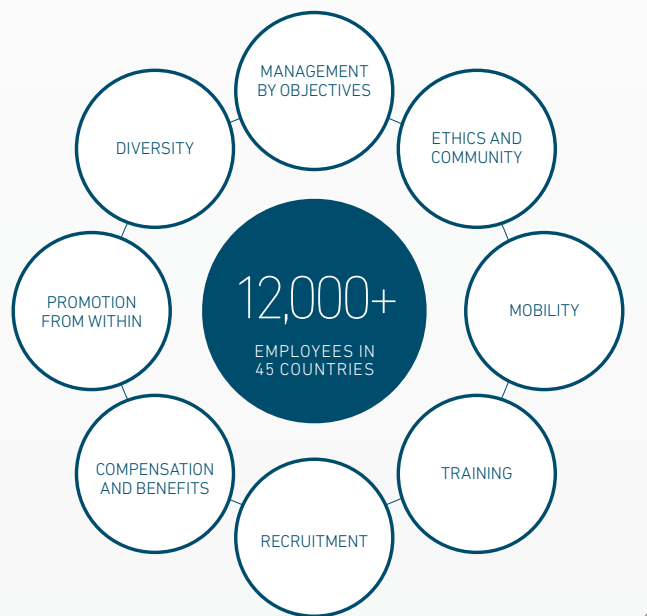 MANAGEMENT
BY OBJECTIVES
ETHICS AND
COMMUNITY
MOBILITY
TRAINING
RECRUITMENT
COMPENSATION
AND BENEFITS
PROMOTION
FROM WITHIN
DIVERSITY
12,000+
EMPLOYEES IN
45 COUNTRIES